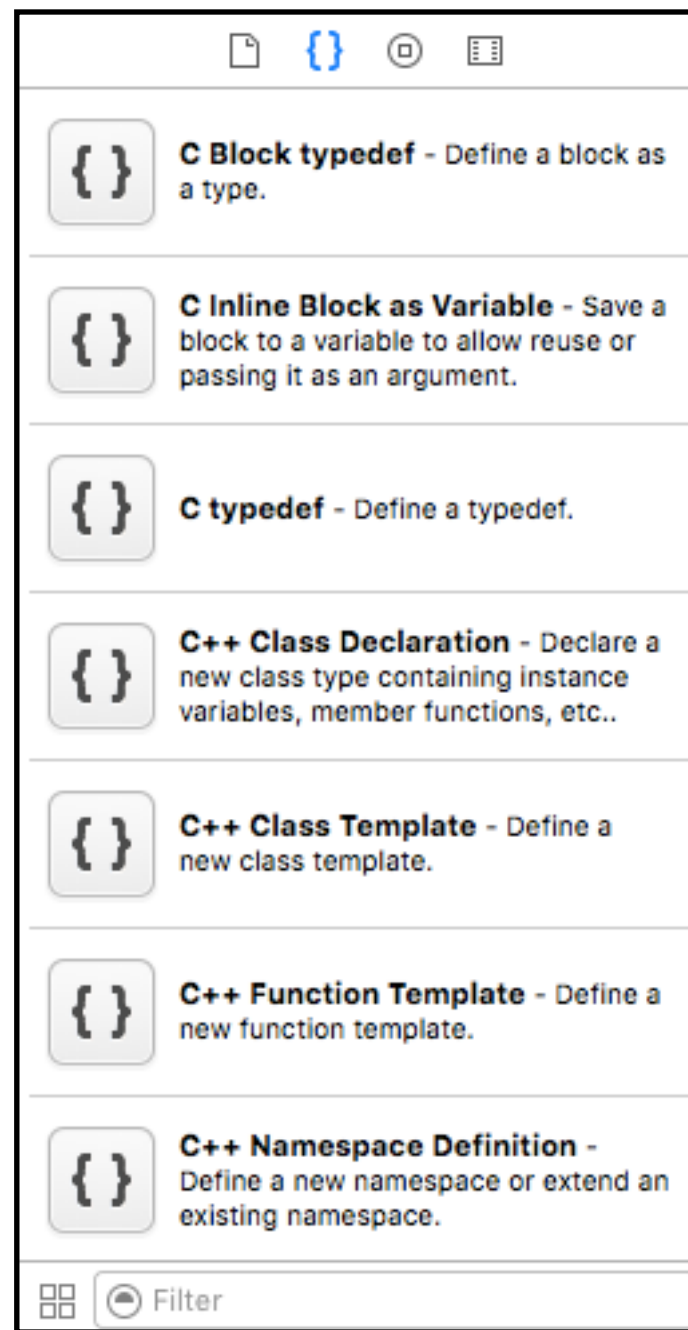 {}
{ }
C Block typedef - Define a block as
a type.
{ }
C Inline Block as Variable - Save a
block to a variable to allow reuse or
passing it as an argument.
{ }
C typedef - Define a typedef.
{ }
C++ Class Declaration - Declare a
new class type containing instance
variables, member functions, etc..
{ }
C++ Class Template - Define a
new class template.
{ }
C++ Function Template - Define a
new function template.
{ }
C++ Namespace Definition -
Define a new namespace or extend an
existing namespace.
Filter